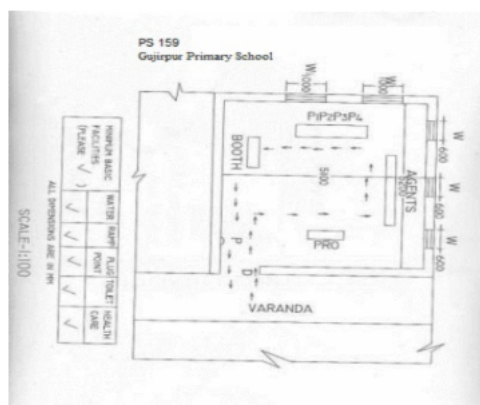 PS 159
Gujirpur Primary School
W
1000
W
1000
P1P2P3P4
BOOTH
AGENTS
W
600
W
600
W
600
PRO
P
D
VARANDA
MINIMUM BASIC
FACILITIES
(PLEASE ✓ )
WATER
RAMP
PLUG
POINT
TOILET
HEALTH
CARE
✓
✓
✓
✓
✓
ALL DIMENSIONS ARE IN MM
SCALE-1:100